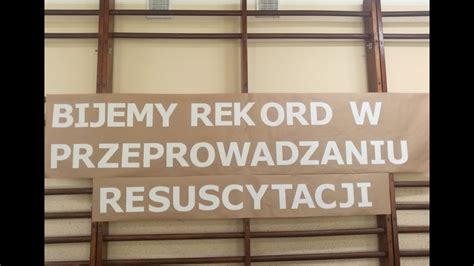 BIJEMY REKORD W
PRZEPROWADZANIU
RESUSCYTACJI